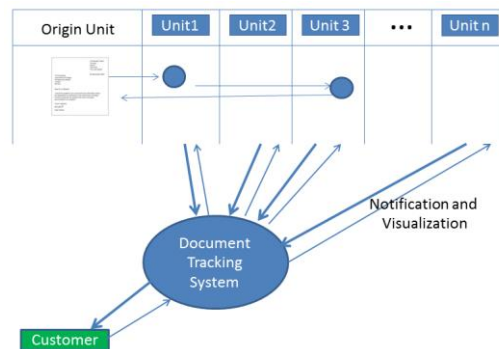 Origin Unit
Unit1
Unit2
Unit 3
...
Unit n
Notification and
Visualization
Document
Tracking
System
Customer